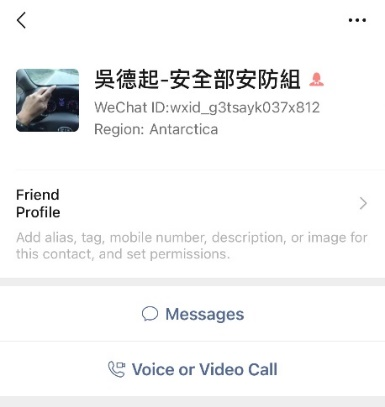 吳德起-安全部安防組
WeChat ID:wxid_g3tsayk037x812
Region: Antarctica
Friend
Profile
Add alias, tag, mobile number, description, or image for
this contact, and set permissions.
Messages
Voice or Video Call